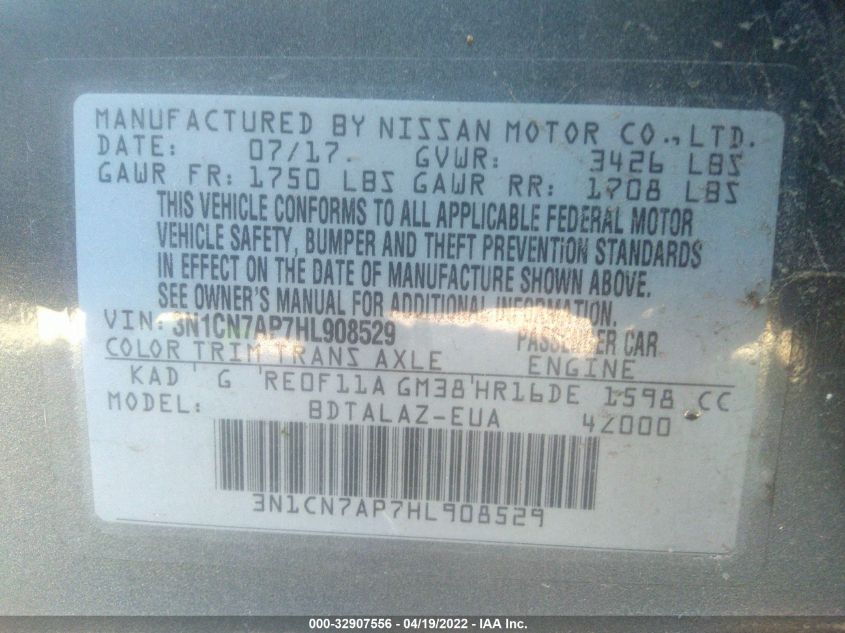 MANUFACTURED BY NISSAN MOTOR CO., LTD.
DATE: 07/17 GVWR: 3426 LBS
GAWR FR: 1750 LBS GAWR RR: 1708 LBS
THIS VEHICLE CONFORMS TO ALL APPLICABLE FEDERAL MOTOR
VEHICLE SAFETY, BUMPER AND THEFT PREVENTION STANDARDS
IN EFFECT ON THE DATE OF MANUFACTURE SHOWN ABOVE.
SEE OWNER'S MANUAL FOR ADDITIONAL INFORMATION.
VIN: 3N1CN7AP7HL908529 PASSENGER CAR
COLOR TRIM TRANS AXLE ENGINE
KAD G RE0F11A GM38 HR16DE 1598 CC
MODEL: BDTALAZ-EUA 4Z000
3N1CN7AP7HL908529
000-32907556 - 04/19/2022 - IAA Inc.